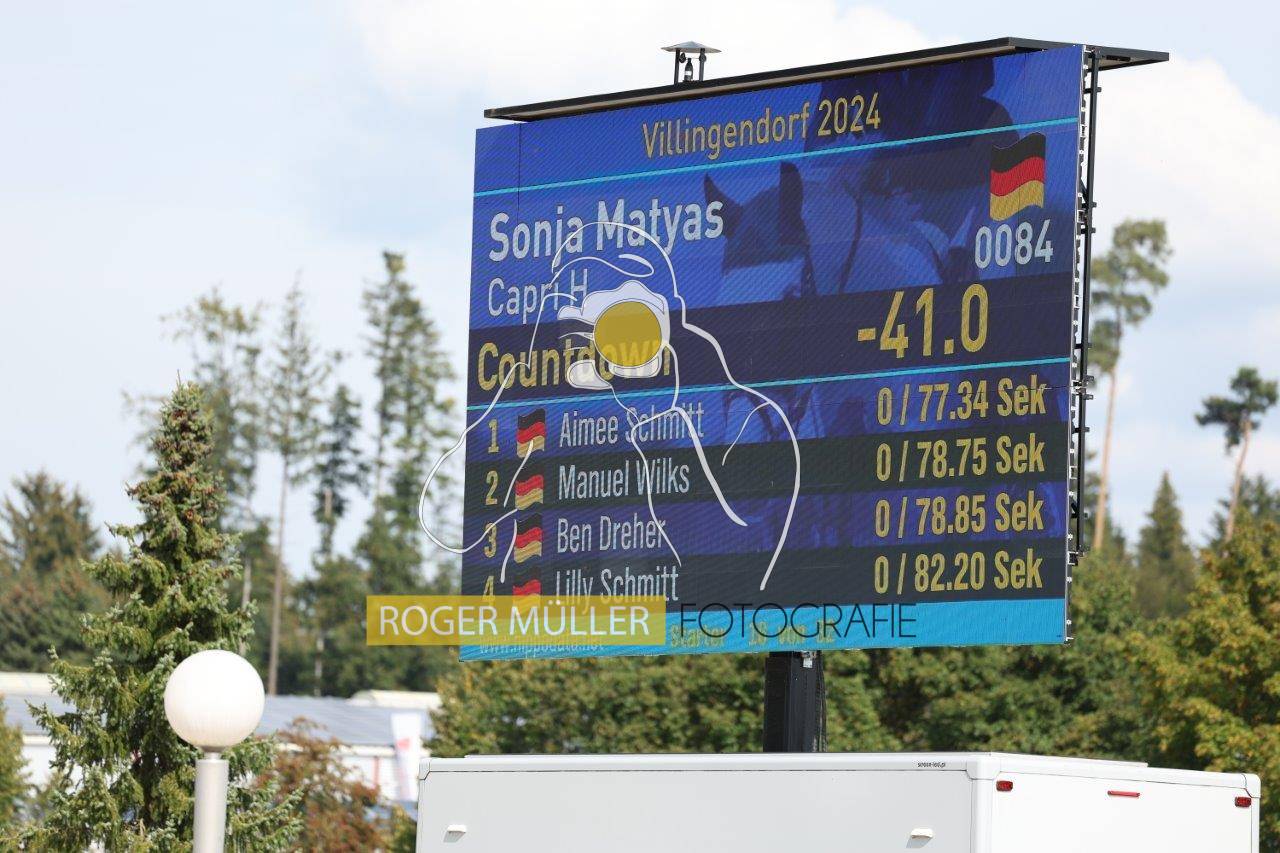 Villingendorf 2024
Sonja Matyas
0084
Capri H
Countdown -41.0
1 Aimee Schmitt 0 / 77.34 Sek
2 Manuel Wilks 0 / 78.75 Sek
3 Ben Dreher 0 / 78.85 Sek
4 Lilly Schmitt 0 / 82.20 Sek
ROGER MÜLLER FOTOGRAFIE
Starter